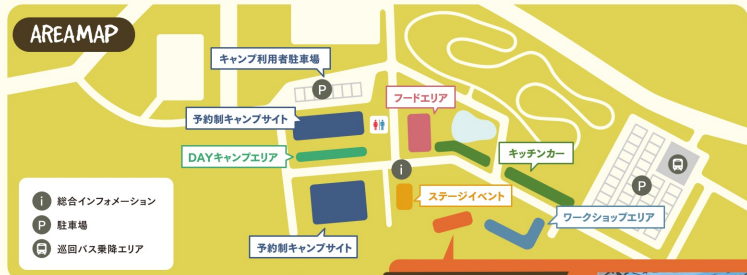 AREAMAP
キャンプ利用者駐車場
P
予約制キャンプサイト
フードエリア
DAYキャンプエリア
キッチンカー
i
P
ステージイベント
ワークショップエリア
予約制キャンプサイト
i 総合インフォメーション
P 駐車場
巡回バス乗降エリア